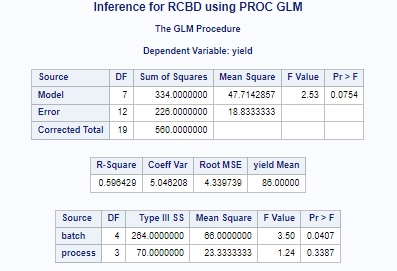 Inference for RCBD using PROC GLM
The GLM Procedure
Dependent Variable: yield
Source DF Sum of Squares Mean Square F Value Pr > F
Model 7 334.0000000 47.7142857 2.53 0.0754
Error 12 226.0000000 18.8333333
Corrected Total 19 560.0000000
R-Square Coeff Var Root MSE yield Mean
0.596429 5.046208 4.339739 86.00000
Source DF Type III SS Mean Square F Value Pr > F
batch 4 264.0000000 66.0000000 3.50 0.0407
process 3 70.0000000 23.3333333 1.24 0.3387